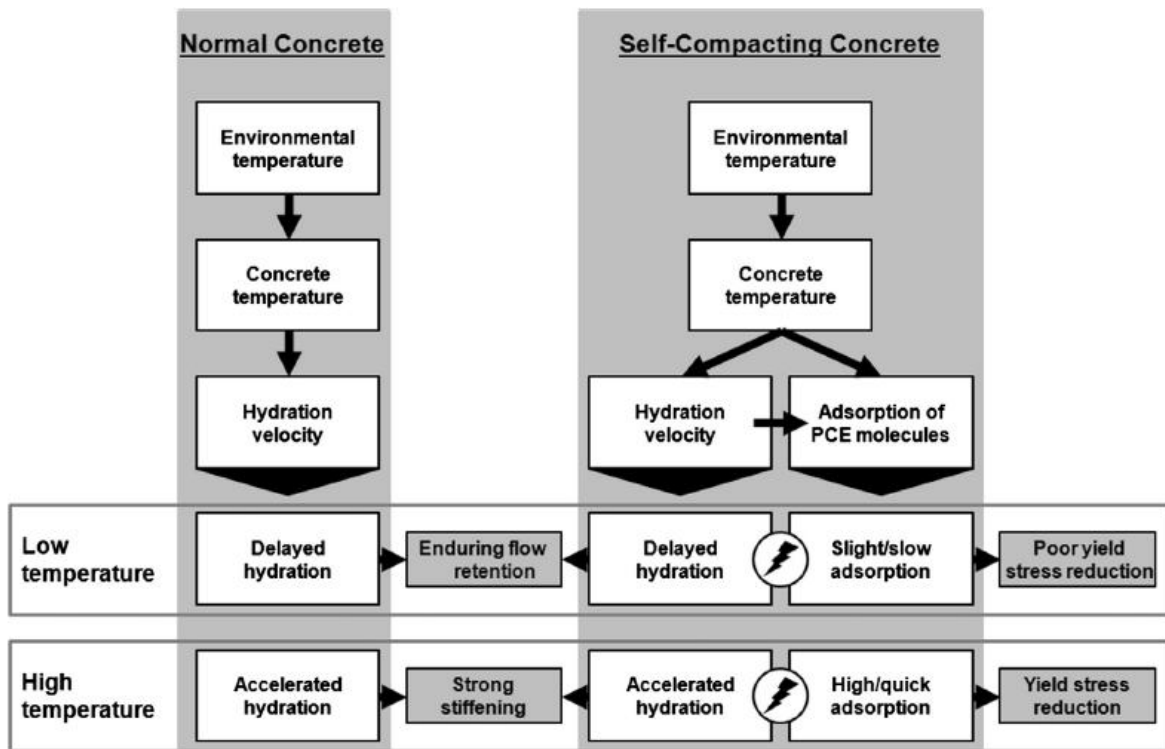 Normal Concrete
Self-Compacting Concrete
Environmental
temperature
Environmental
temperature
Concrete
temperature
Concrete
temperature
Hydration
velocity
Hydration
velocity
Adsorption of
PCE molecules
Low
temperature
Delayed
hydration
Enduring flow
retention
Delayed
hydration
Slight/slow
adsorption
Poor yield
stress reduction
High
temperature
Accelerated
hydration
Strong
stiffening
Accelerated
hydration
High/quick
adsorption
Yield stress
reduction